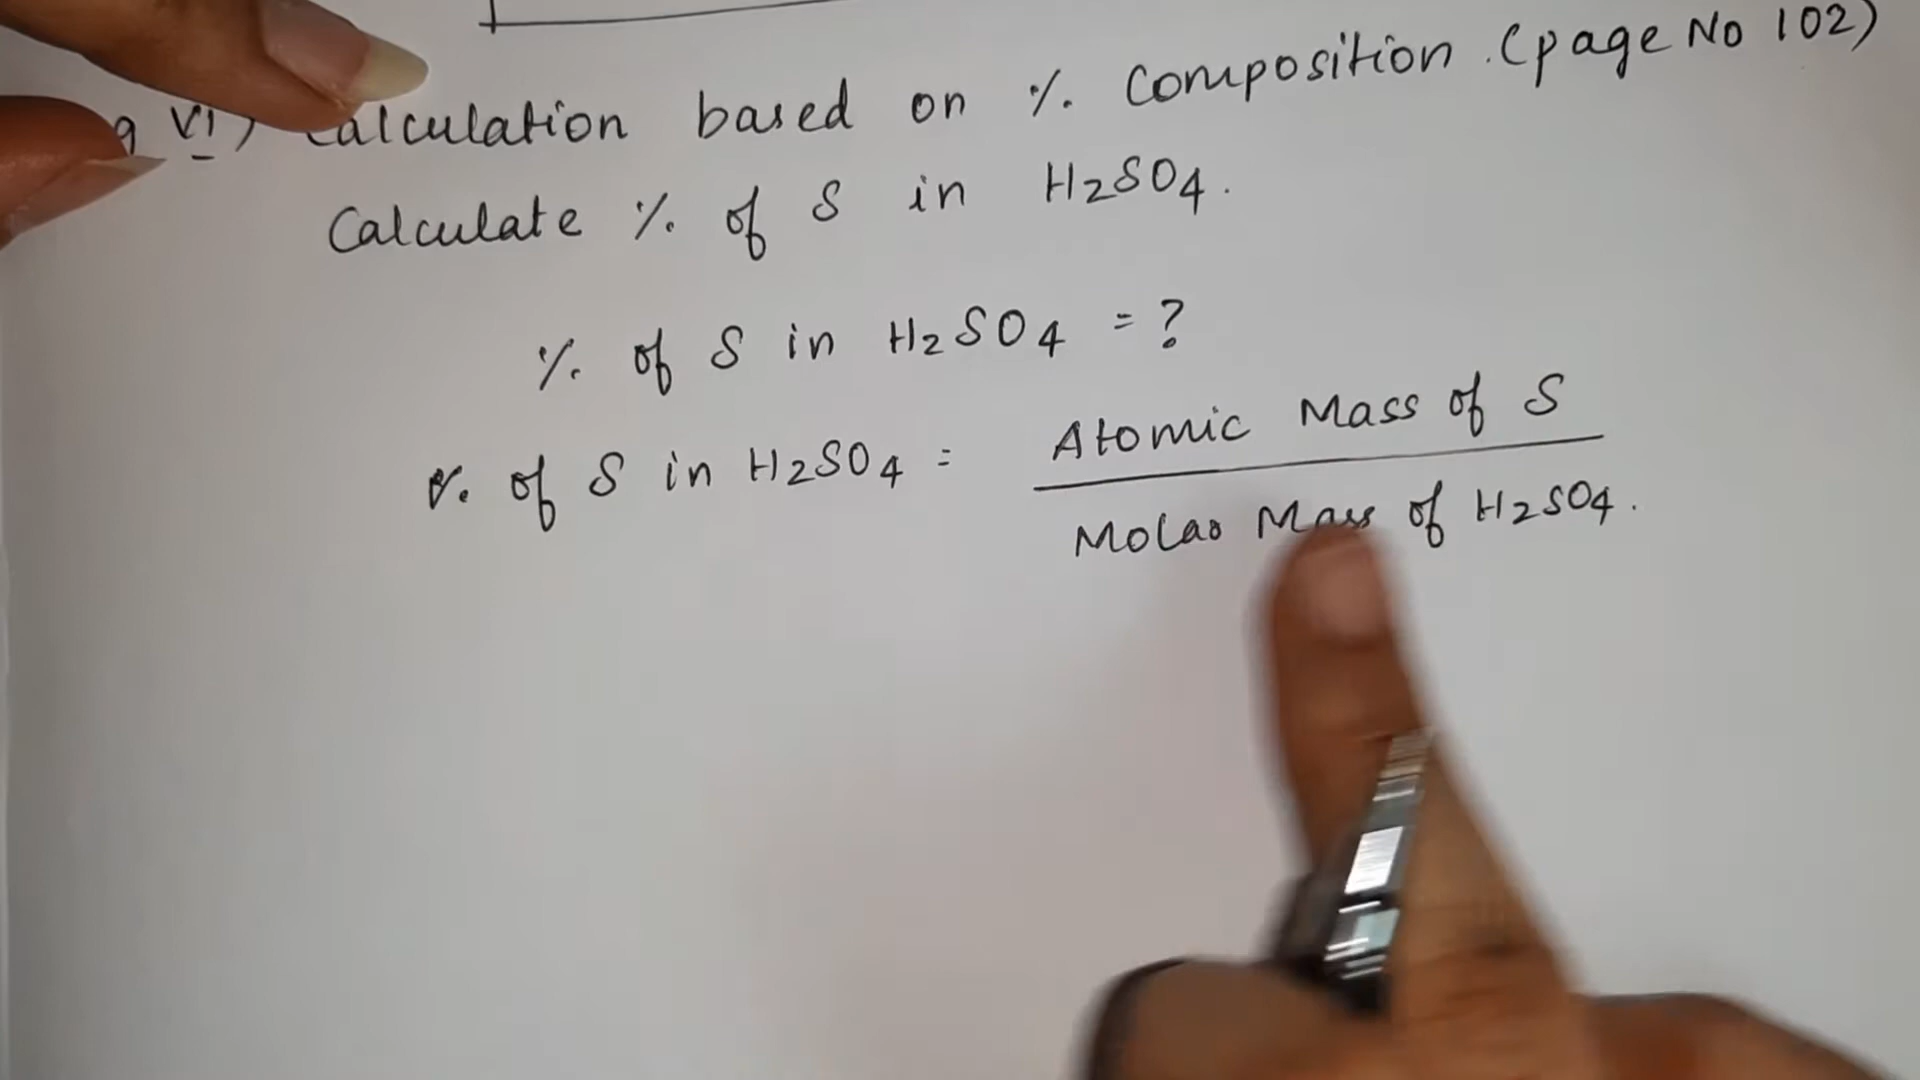 VI) Calculation based on % Composition. (page No 102)
Calculate % of S in H2SO4.
% of S in H2SO4 = ?
%. of S in H2SO4 = Atomic Mass of S
Molar Mass of H2SO4.